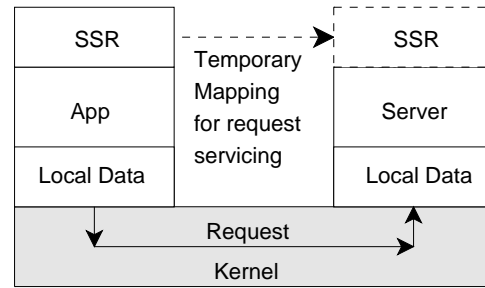 SSR
SSR
Temporary
Mapping
for request
servicing
App
Server
Local Data
Local Data
Request
Kernel